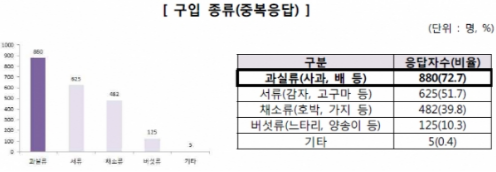 [ 구입 종류(중복응답) ]
(단위 : 명, %)
1000
900
800
700
600
500
400
300
200
100
0
880
625
482
125
5
과실류
서류
채소류
버섯류
기타
구분 응답자수(비율)
과실류(사과, 배 등) 880(72.7)
서류(감자, 고구마 등) 625(51.7)
채소류(호박, 가지 등) 482(39.8)
버섯류(느타리, 양송이 등) 125(10.3)
기타 5(0.4)